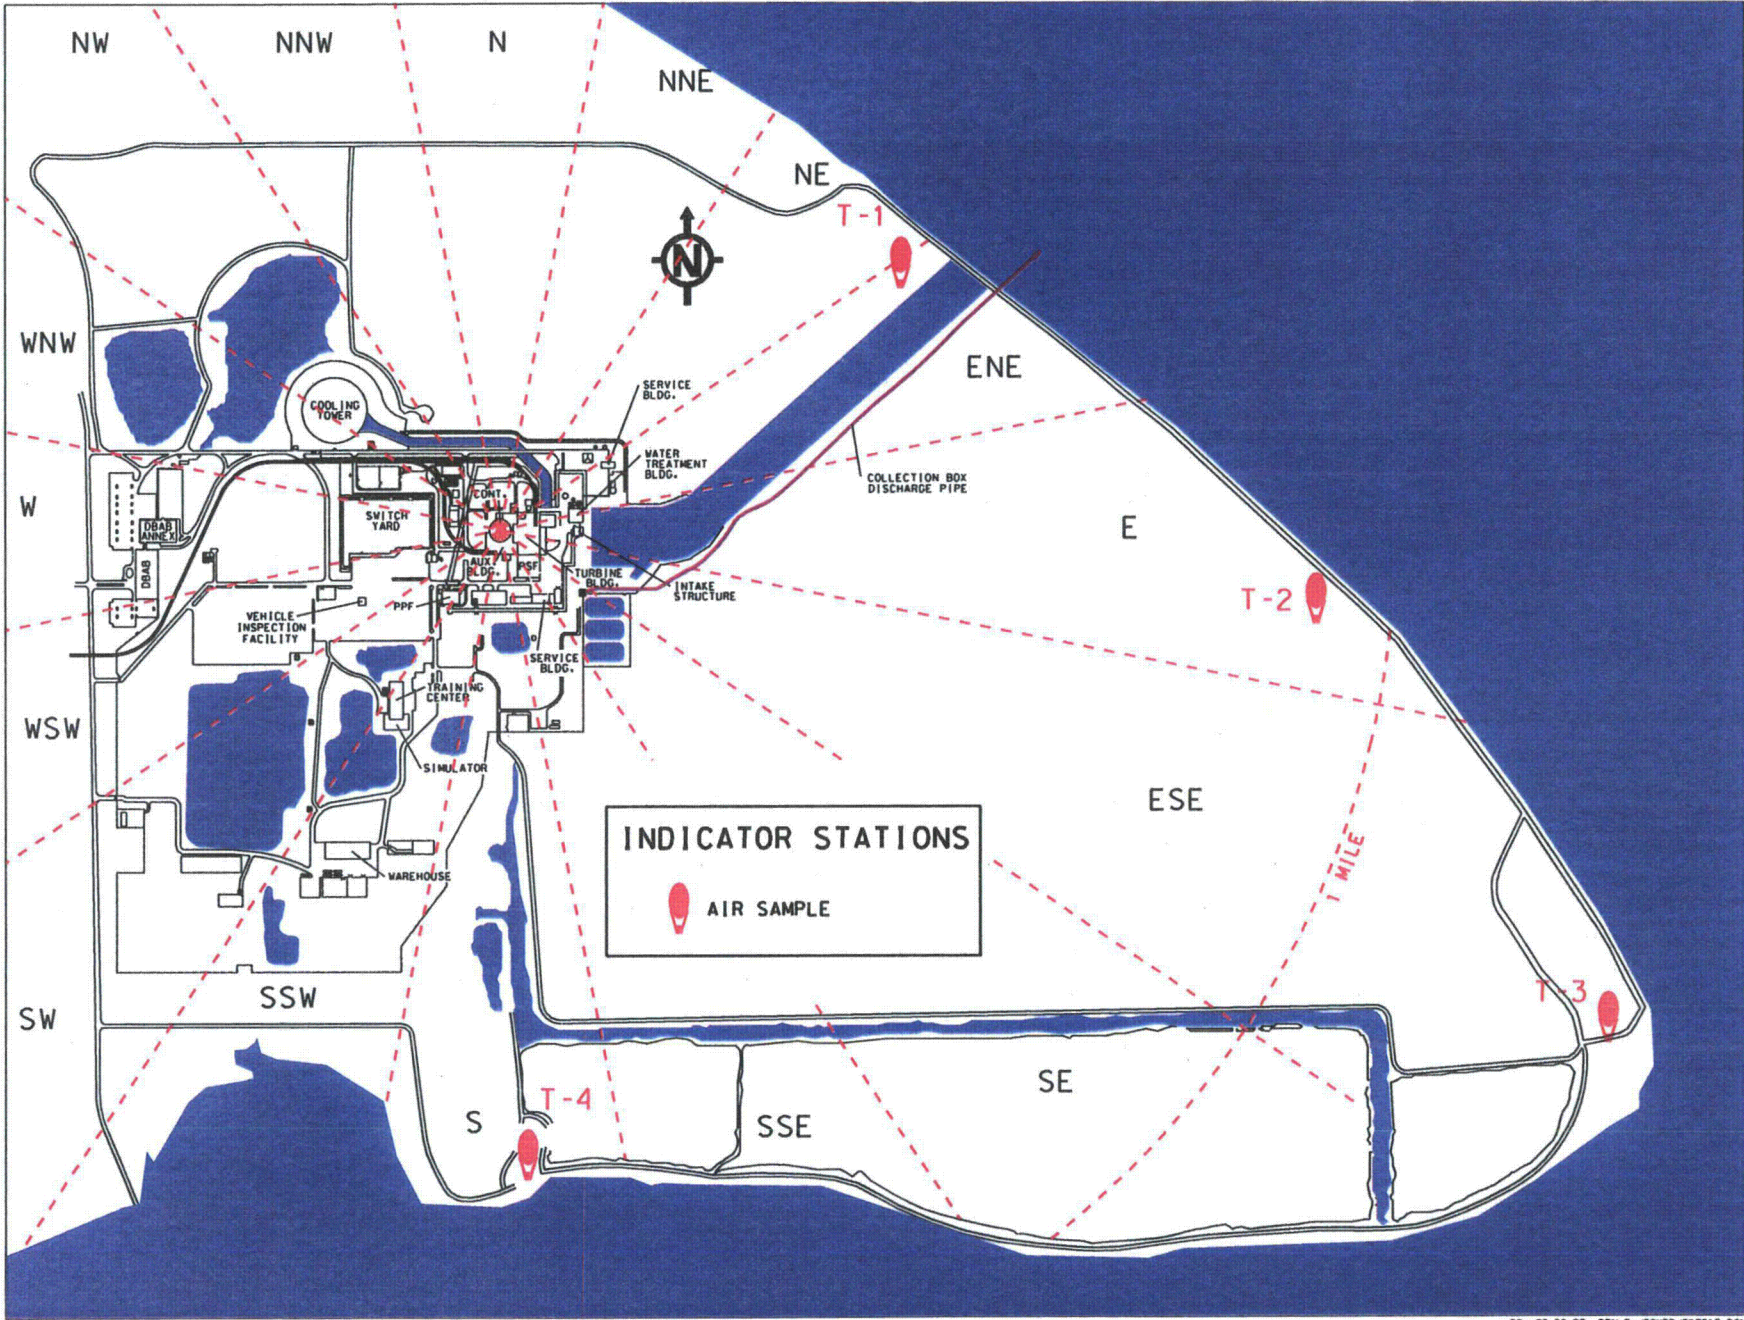 NW
NNW
N
NNE
NE
T-1
N
WNW
ENE
SERVICE
BLDG.
COOLING
TOWER
WATER
TREATMENT
BLDG.
COLLECTION BOX
DISCHARGE PIPE
W
CONT.
SWITCH
YARD
DBAB
ANNEX
E
AUX.
BLDG.
PSF
TURBINE
BLDG.
INTAKE
STRUCTURE
DBAB
T-2
PPF
VEHICLE
INSPECTION
FACILITY
SERVICE
BLDG.
TRAINING
CENTER
WSW
SIMULATOR
ESE
INDICATOR STATIONS
AIR SAMPLE
1 MILE
WAREHOUSE
SSW
SW
T-3
SE
T-4
S
SSE